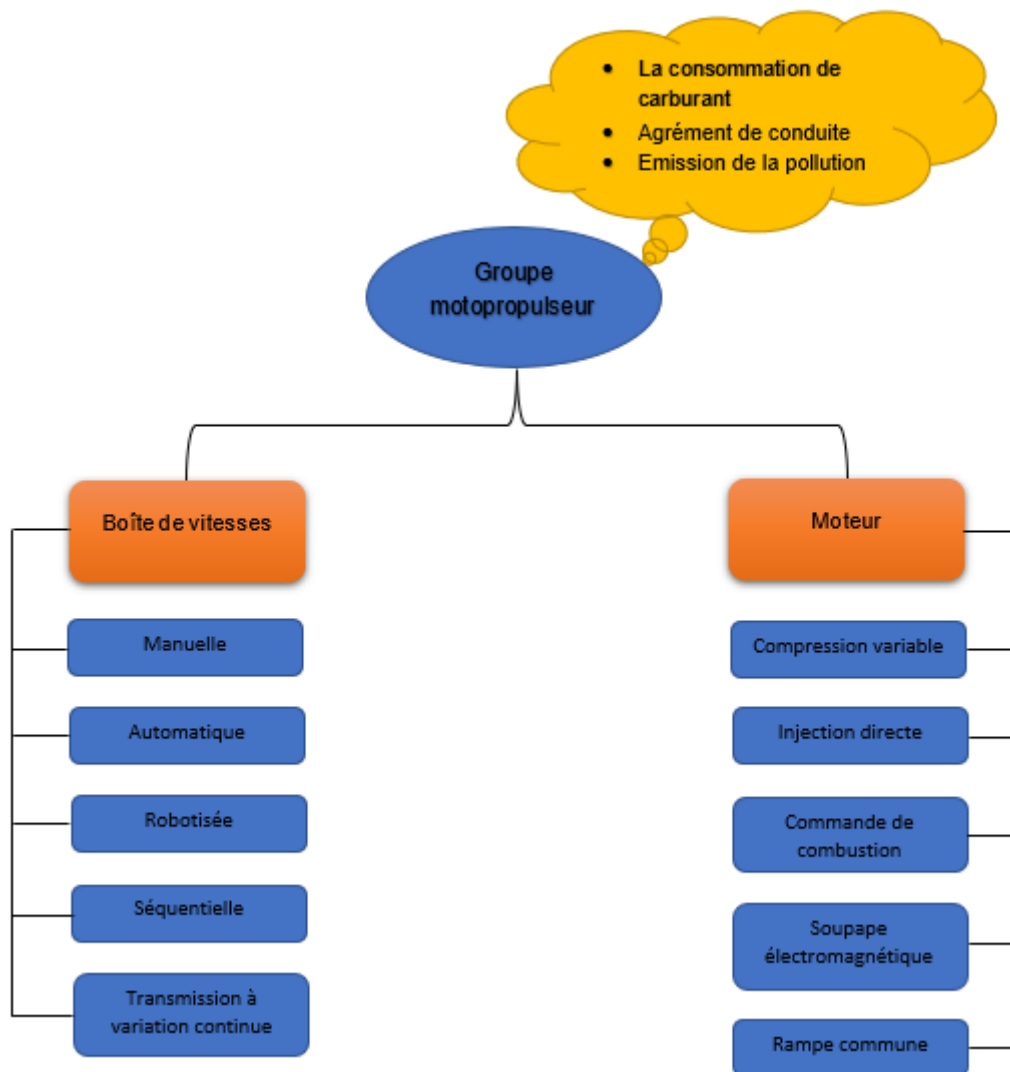 • La consommation de
carburant
• Agrément de conduite
• Emission de la pollution
Groupe
motopropulseur
Boîte de vitesses
Manuelle
Automatique
Robotisée
Séquentielle
Transmission à
variation continue
Moteur
Compression variable
Injection directe
Commande de
combustion
Soupape
électromagnétique
Rampe commune